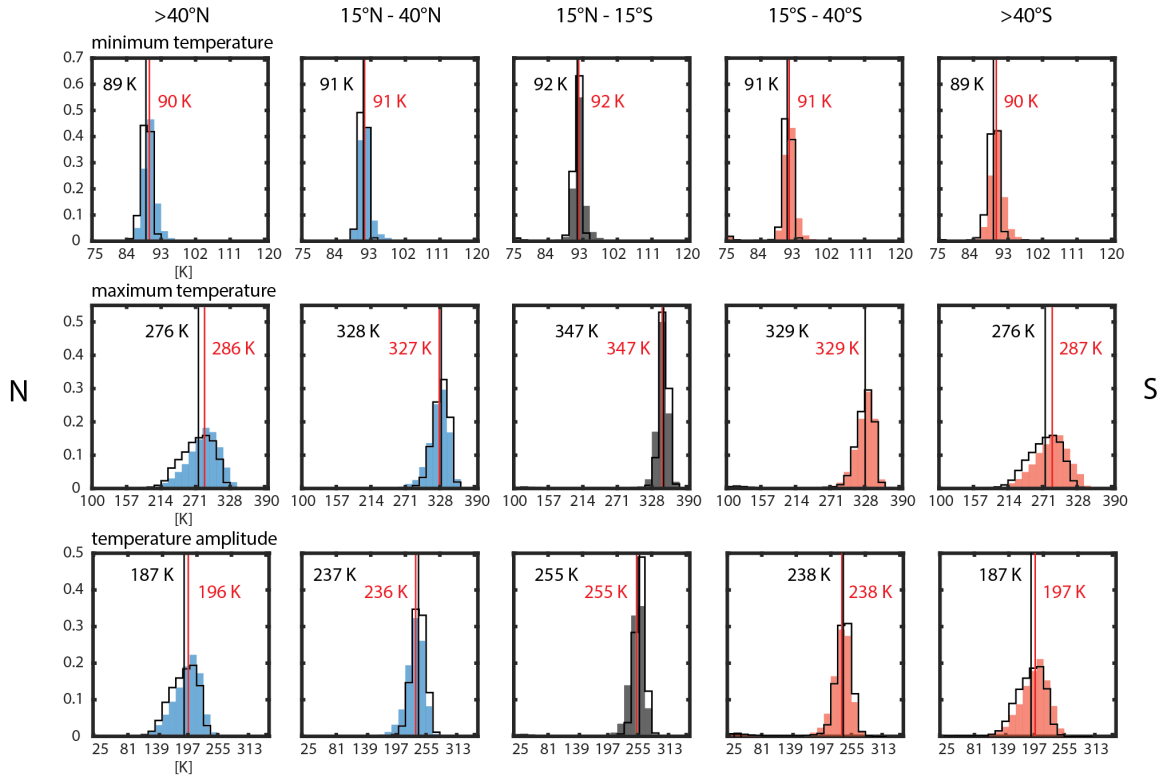 >40°N 15°N - 40°N 15°N - 15°S 15°S - 40°S >40°S
minimum temperature
0.7
0.6
0.5
0.4
0.3
0.2
0.1
0
89 K 91 K 92 K 91 K 89 K
90 K 91 K 92 K 91 K 90 K
75 84 93 102 111 120 75 84 93 102 111 120 75 84 93 102 111 120 75 84 93 102 111 120 75 84 93 102 111 120
[K]
maximum temperature
0.5
0.4
0.3
0.2
0.1
0
276 K 328 K 347 K 329 K 276 K
286 K 327 K 347 K 329 K 287 K
N S
100 157 214 271 328 390 100 157 214 271 328 390 100 157 214 271 328 390 100 157 214 271 328 390 100 157 214 271 328 390
[K]
temperature amplitude
0.5
0.4
0.3
0.2
0.1
0
187 K 237 K 255 K 238 K 187 K
196 K 236 K 255 K 238 K 197 K
25 81 139 197 255 313 25 81 139 197 255 313 25 81 139 197 255 313 25 81 139 197 255 313 25 81 139 197 255 313
[K]